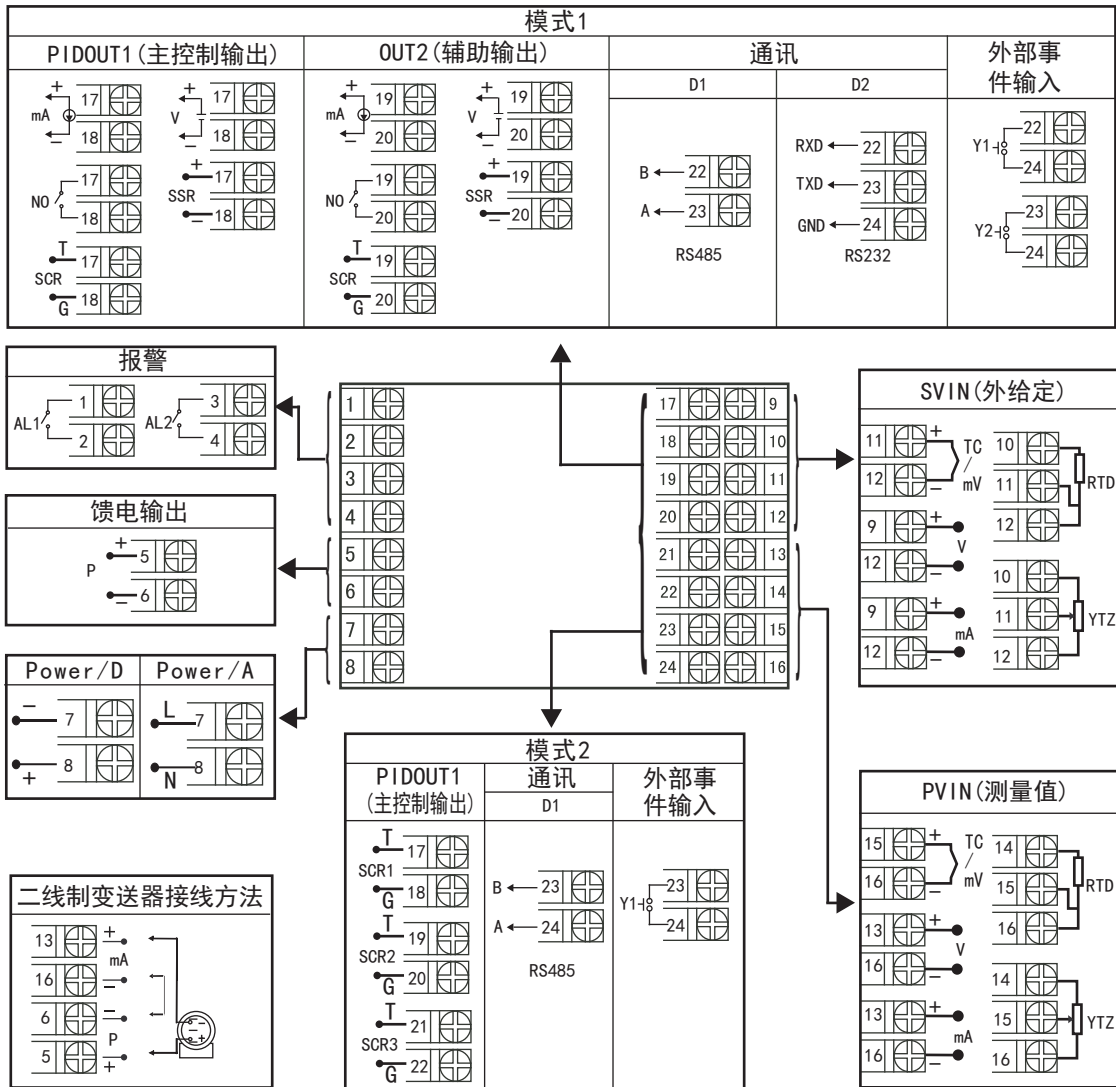 模式1
PIDOUT1(主控制输出)
OUT2(辅助输出)
通讯
外部事
件输入
D1
D2
+
mA
−
17
18
+
V
−
17
18
NO
17
18
+
SSR
−
17
18
T
SCR
G
17
18
+
mA
−
19
20
+
V
−
19
20
NO
19
20
+
SSR
−
19
20
T
SCR
G
19
20
B 22
A 23
RS485
RXD 22
TXD 23
GND 24
RS232
Y1
22
24
Y2
23
24
报警
AL1
1
2
AL2
3
4
馈电输出
P
+
5
−
6
Power/D
Power/A
−
7
+
8
L
7
N
8
1
2
3
4
5
6
7
8
17 9
18 10
19 11
20 12
21 13
22 14
23 15
24 16
SVIN(外给定)
11 +
TC
/
mV
12 −
10
11
12
RTD
9 +
V
12 −
9 +
mA
12 −
10
11
12
YTZ
模式2
PIDOUT1
(主控制输出)
通讯
D1
外部事
件输入
T
17
SCR1
G
18
T
19
SCR2
G
20
T
21
SCR3
G
22
B 23
A 24
RS485
Y1
23
24
PVIN(测量值)
15 +
TC
/
mV
16 −
14
15
16
RTD
13 +
V
16 −
13 +
mA
16 −
14
15
16
YTZ
二线制变送器接线方法
13 +
mA
16 −
6 −
P
5 +
−
−
+